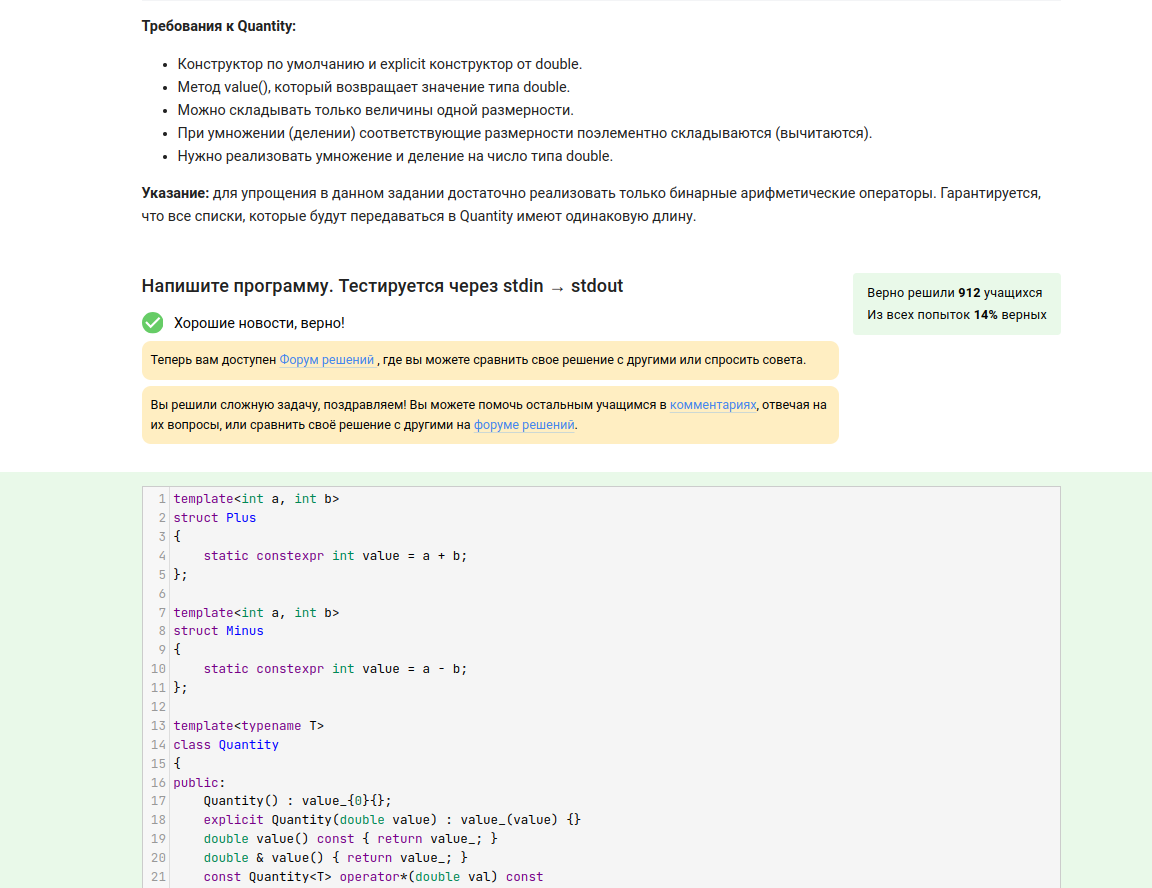 Требования к Quantity:
Конструктор по умолчанию и explicit конструктор от double.
Метод value(), который возвращает значение типа double.
Можно складывать только величины одной размерности.
При умножении (делении) соответствующие размерности поэлементно складываются (вычитаются).
Нужно реализовать умножение и деление на число типа double.
Указание: для упрощения в данном задании достаточно реализовать только бинарные арифметические операторы. Гарантируется,
что все списки, которые будут передаваться в Quantity имеют одинаковую длину.
Напишите программу. Тестируется через stdin → stdout
Верно решили 912 учащихся
Из всех попыток 14% верных
Хорошие новости, верно!
Теперь вам доступен Форум решений , где вы можете сравнить свое решение с другими или спросить совета.
Вы решили сложную задачу, поздравляем! Вы можете помочь остальным учащимся в комментариях, отвечая на
их вопросы, или сравнить своё решение с другими на форуме решений.
1 template<int a, int b>
2 struct Plus
3 {
4     static constexpr int value = a + b;
5 };
6
7 template<int a, int b>
8 struct Minus
9 {
10     static constexpr int value = a - b;
11 };
12
13 template<typename T>
14 class Quantity
15 {
16 public:
17     Quantity() : value_{0}{};
18     explicit Quantity(double value) : value_(value) {}
19     double value() const { return value_; }
20     double & value() { return value_; }
21     const Quantity<T> operator*(double val) const